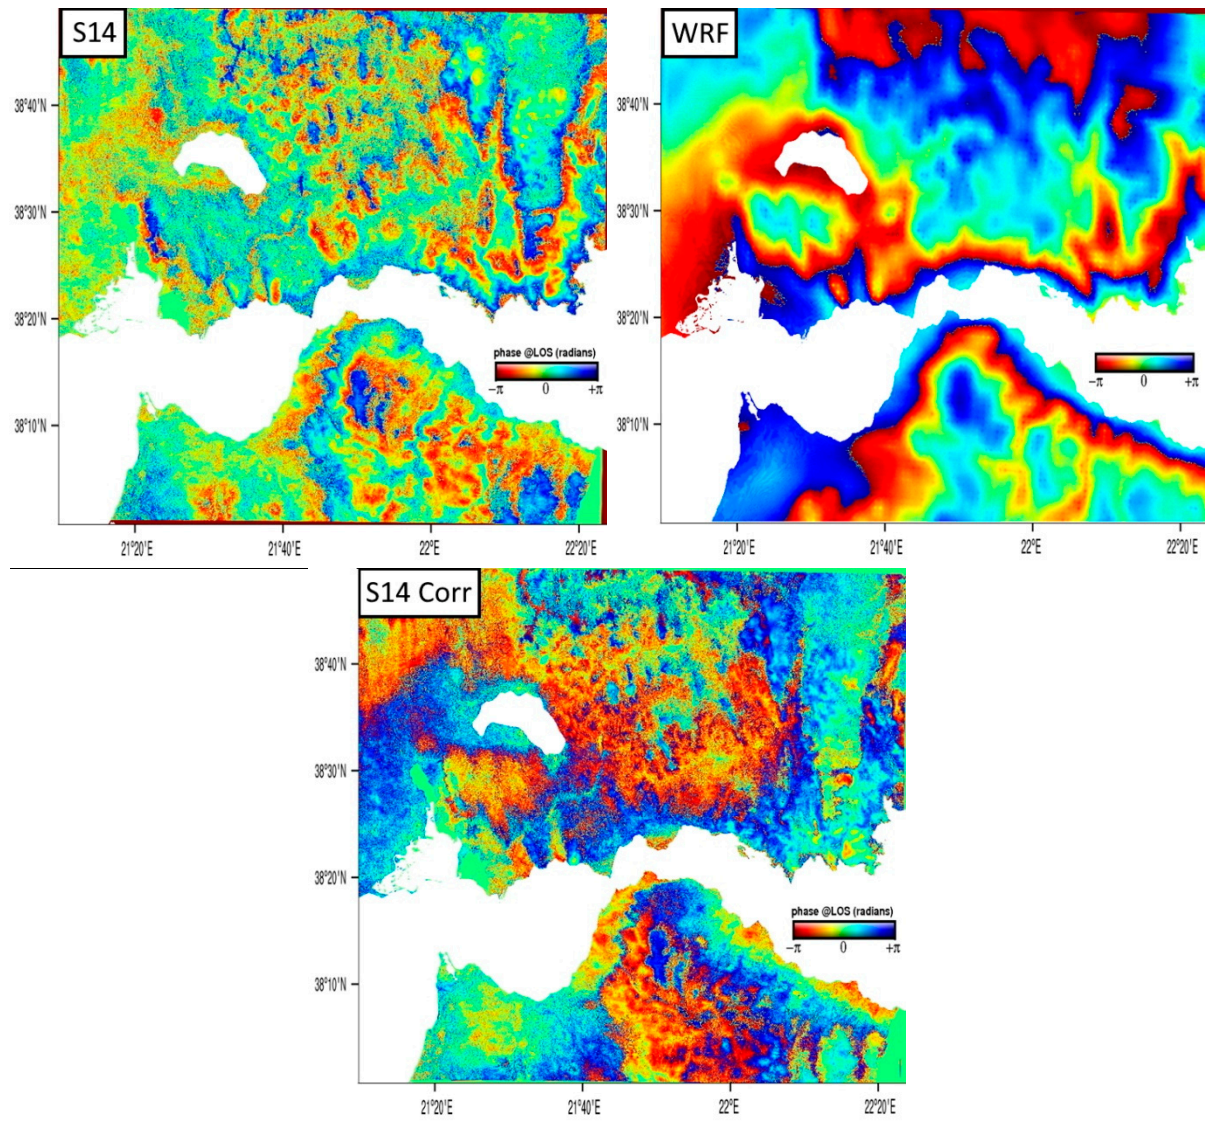 S14
WRF
38°40'N
38°30'N
38°20'N
38°10'N
phase @LOS (radians)
−π 0 +π
21°20'E 21°40'E 22°E 22°20'E
38°40'N
38°30'N
38°20'N
38°10'N
−π 0 +π
21°20'E 21°40'E 22°E 22°20'E
S14 Corr
38°40'N
38°30'N
38°20'N
38°10'N
phase @LOS (radians)
−π 0 +π
21°20'E 21°40'E 22°E 22°20'E